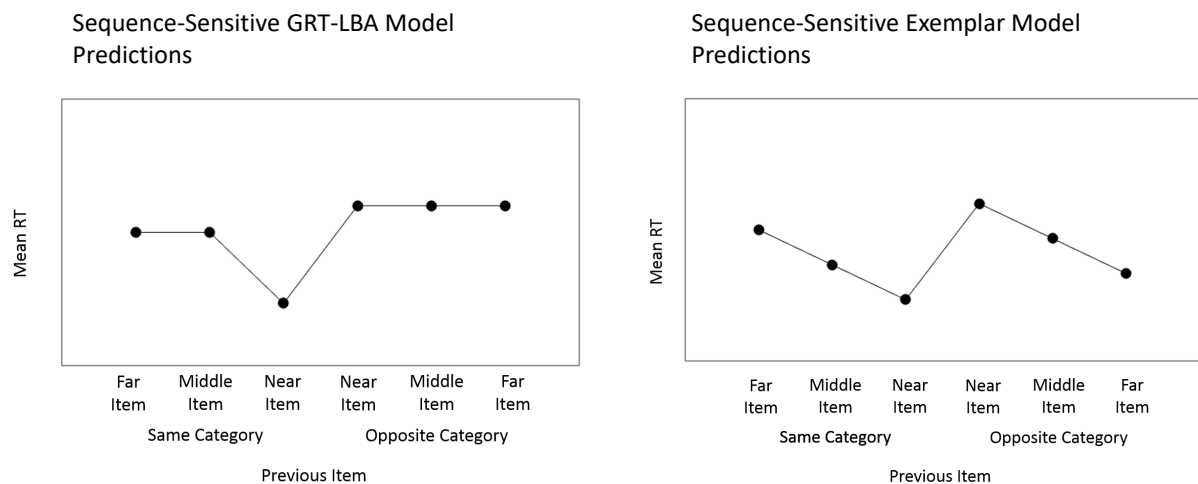 Sequence-Sensitive GRT-LBA Model
Predictions
Mean RT
Far
Item
Middle
Item
Near
Item
Near
Item
Middle
Item
Far
Item
Same Category
Opposite Category
Previous Item
Sequence-Sensitive Exemplar Model
Predictions
Mean RT
Far
Item
Middle
Item
Near
Item
Near
Item
Middle
Item
Far
Item
Same Category
Opposite Category
Previous Item